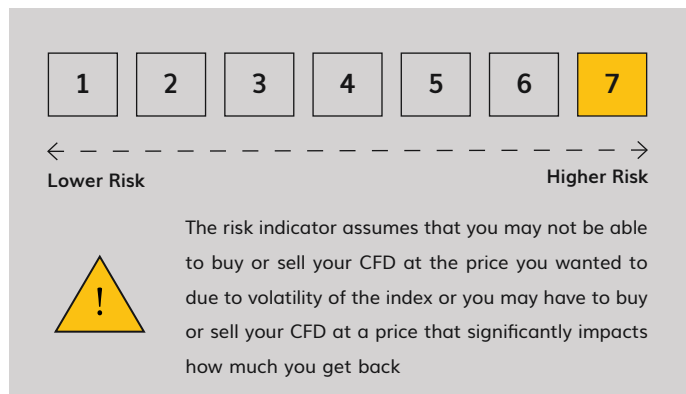 1 2 3 4 5 6 7
Lower Risk Higher Risk
The risk indicator assumes that you may not be able
to buy or sell your CFD at the price you wanted to
due to volatility of the index or you may have to buy
or sell your CFD at a price that significantly impacts
how much you get back
!